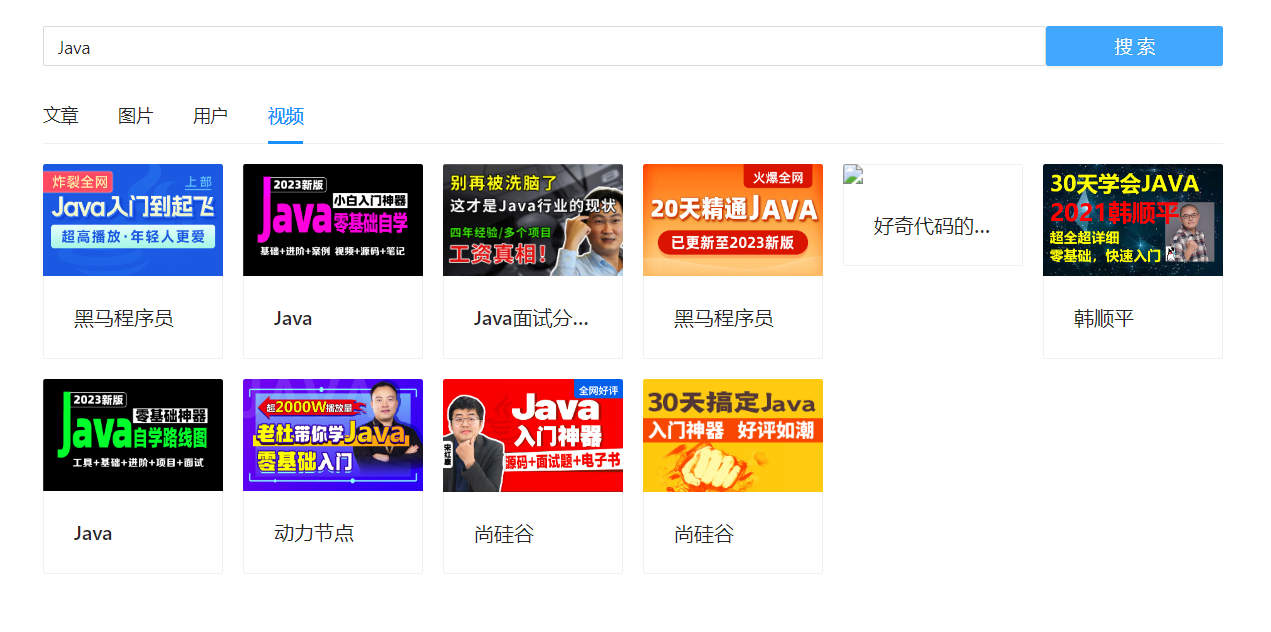 Java
搜索
文章
图片
用户
视频
炸裂全网
上部
Java入门到起飞
超高播放·年轻人更爱
黑马程序员
2023新版
小白入门神器
Java零基础自学
基础+进阶+案例 视频+源码+笔记
Java
别再被洗脑了
这才是Java行业的现状
四年经验/多个项目
工资真相!
Java面试分...
火爆全网
20天精通JAVA
已更新至2023新版
黑马程序员
好奇代码的...
30天学会JAVA
2021韩顺平
超全超详细
零基础，快速入门
韩顺平
2023新版
零基础神器
Java自学路线图
工具+基础+进阶+项目+面试
Java
超2000W播放量
老杜带你学Java
零基础入门
动力节点
全网好评
Java
入门神器
宋红康
源码+面试题+电子书
尚硅谷
30天搞定Java
入门神器 好评如潮
尚硅谷